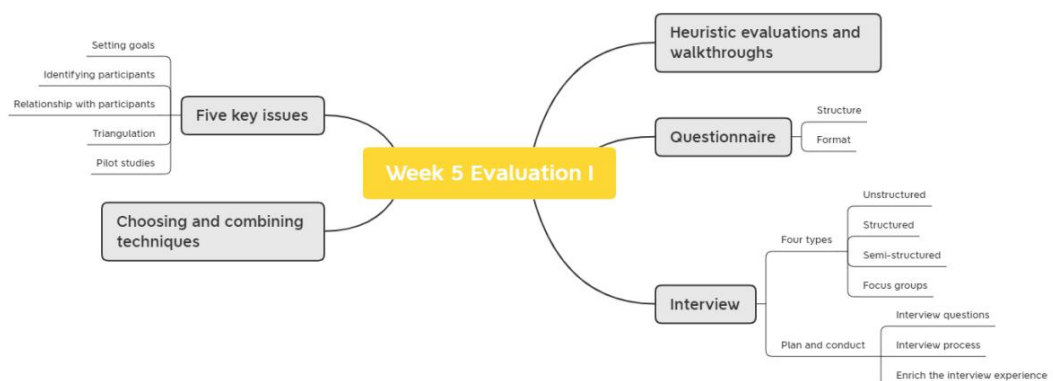 Week 5 Evaluation I
Five key issues
Setting goals
Identifying participants
Relationship with participants
Triangulation
Pilot studies
Choosing and combining
techniques
Heuristic evaluations and
walkthroughs
Questionnaire
Structure
Format
Interview
Four types
Unstructured
Structured
Semi-structured
Focus groups
Plan and conduct
Interview questions
Interview process
Enrich the interview experience